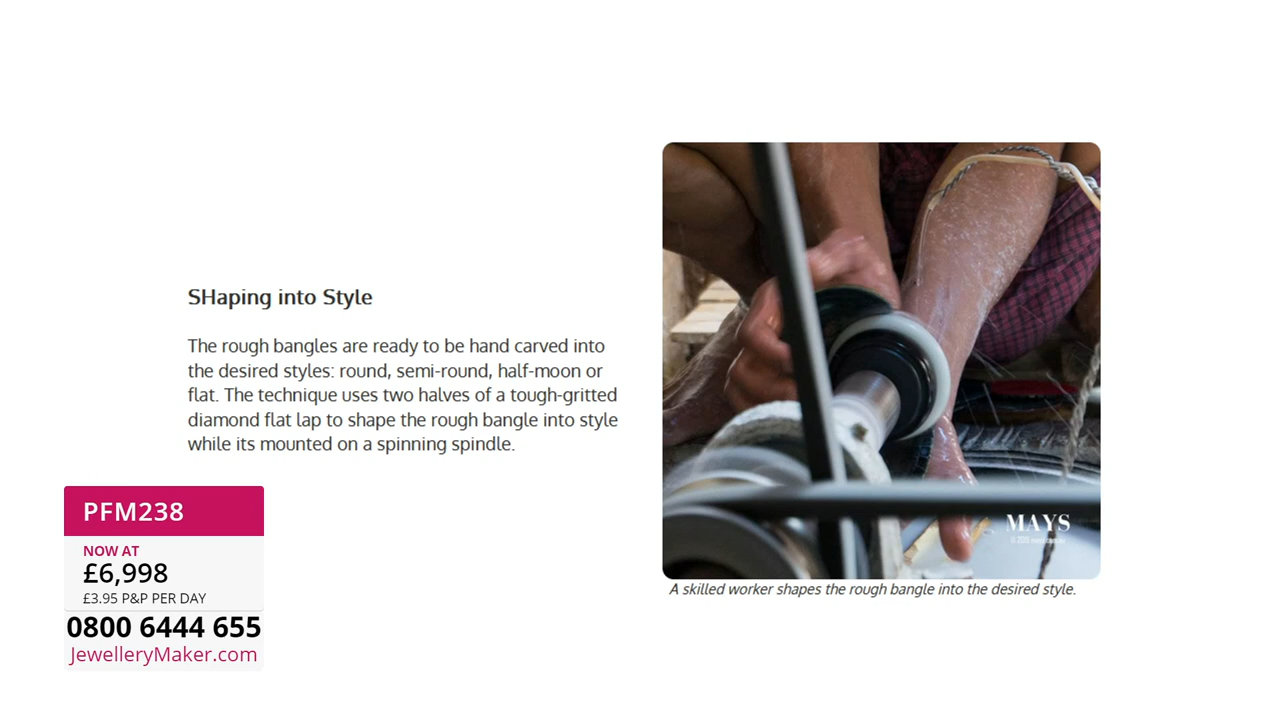 SHaping into Style
The rough bangles are ready to be hand carved into
the desired styles: round, semi-round, half-moon or
flat. The technique uses two halves of a tough-gritted
diamond flat lap to shape the rough bangle into style
while its mounted on a spinning spindle.
MAYS
A skilled worker shapes the rough bangle into the desired style.
PFM238
NOW AT
£6,998
£3.95 P&P PER DAY
0800 6444 655
JewelleryMaker.com